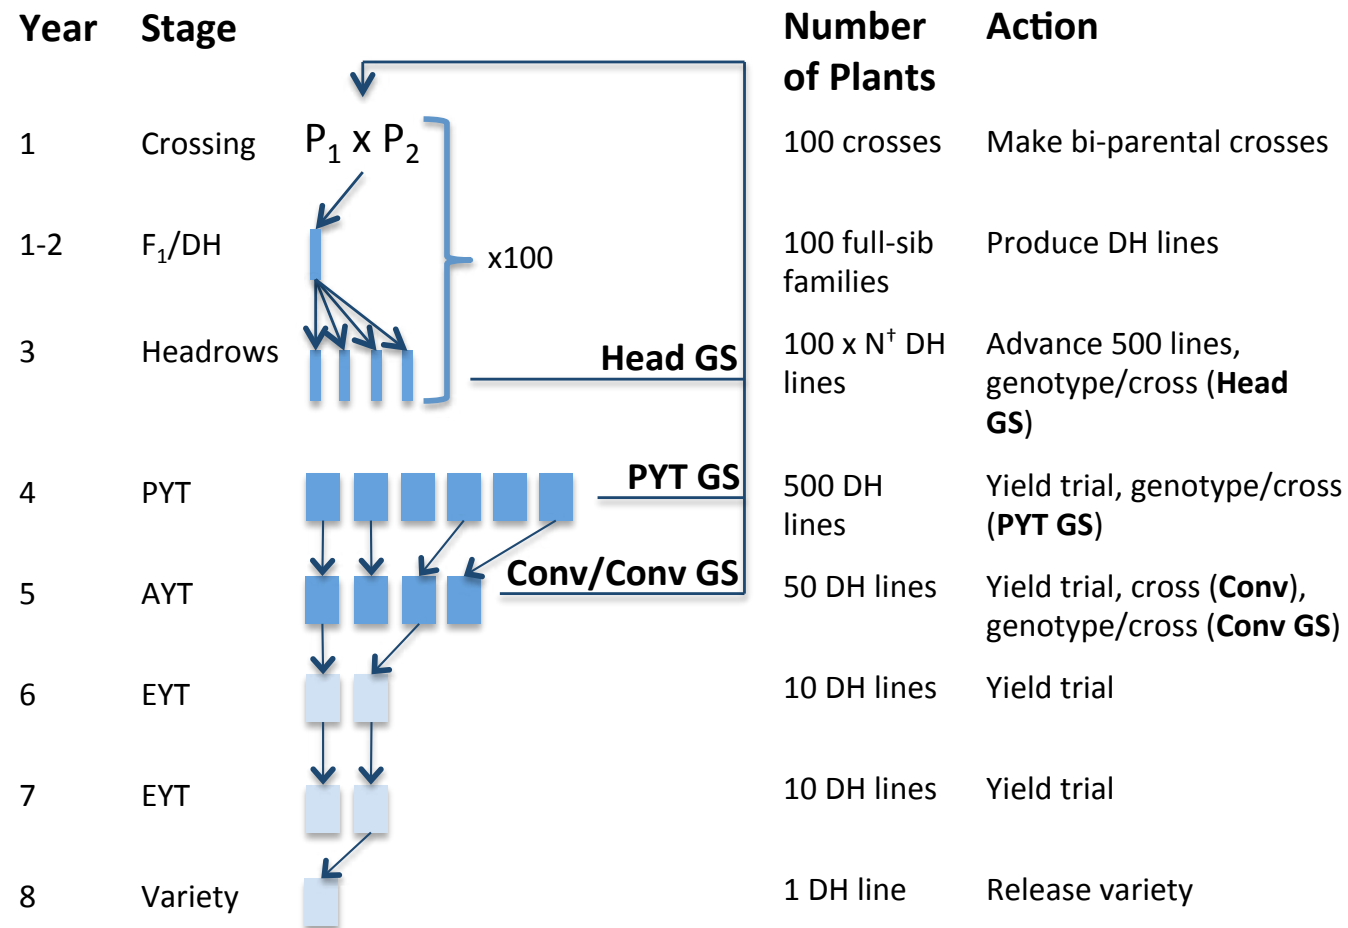 Year Stage Number of Plants Action
1 Crossing P₁ x P₂ 100 crosses Make bi-parental crosses
1-2 F₁/DH x100 100 full-sib families Produce DH lines
3 Headrows Head GS 100 x N† DH lines Advance 500 lines, genotype/cross (Head GS)
4 PYT PYT GS 500 DH lines Yield trial, genotype/cross (PYT GS)
5 AYT Conv/Conv GS 50 DH lines Yield trial, cross (Conv), genotype/cross (Conv GS)
6 EYT 10 DH lines Yield trial
7 EYT 10 DH lines Yield trial
8 Variety 1 DH line Release variety